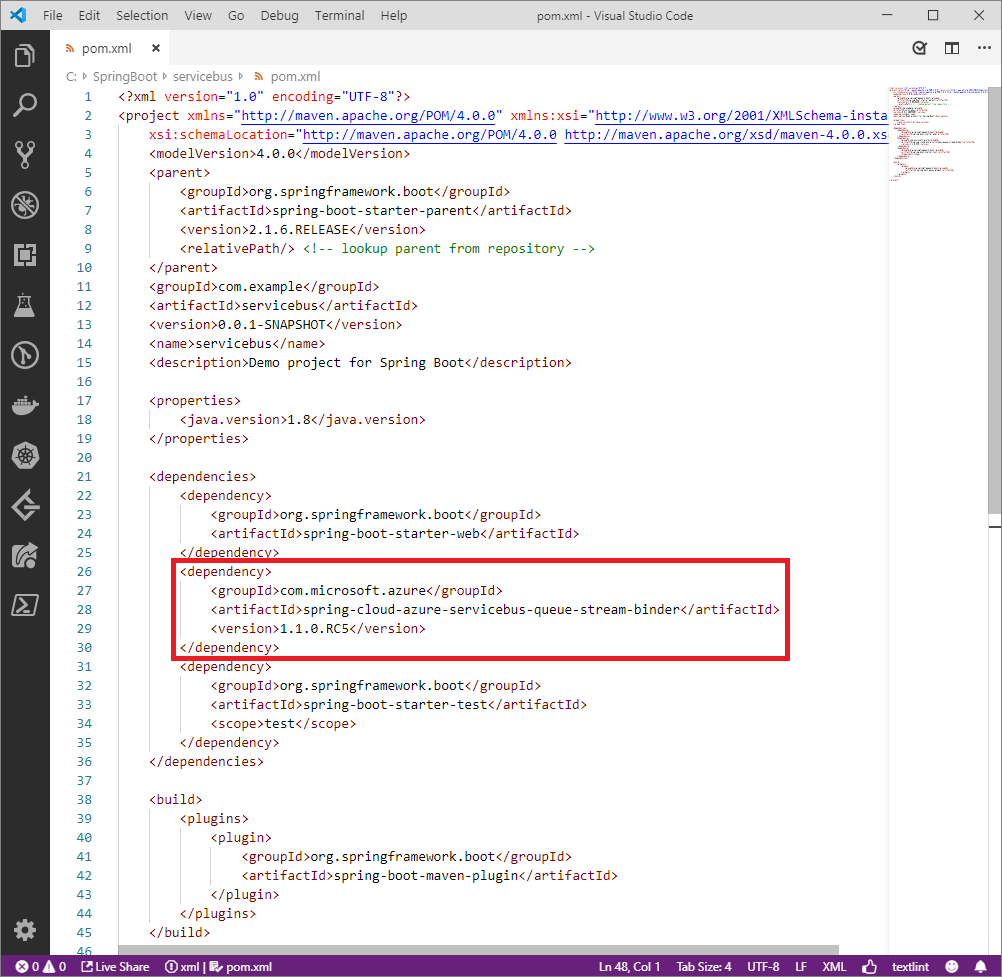 File Edit Selection View Go Debug Terminal Help pom.xml - Visual Studio Code
pom.xml
C: SpringBoot servicebus pom.xml
1 <?xml version="1.0" encoding="UTF-8"?>
2 <project xmlns="http://maven.apache.org/POM/4.0.0" xmlns:xsi="http://www.w3.org/2001/XMLSchema-insta
3 xsi:schemaLocation="http://maven.apache.org/POM/4.0.0 http://maven.apache.org/xsd/maven-4.0.0.xs
4 <modelVersion>4.0.0</modelVersion>
5 <parent>
6 <groupId>org.springframework.boot</groupId>
7 <artifactId>spring-boot-starter-parent</artifactId>
8 <version>2.1.6.RELEASE</version>
9 <relativePath/> <!-- lookup parent from repository -->
10 </parent>
11 <groupId>com.example</groupId>
12 <artifactId>servicebus</artifactId>
13 <version>0.0.1-SNAPSHOT</version>
14 <name>servicebus</name>
15 <description>Demo project for Spring Boot</description>
16
17 <properties>
18 <java.version>1.8</java.version>
19 </properties>
20
21 <dependencies>
22 <dependency>
23 <groupId>org.springframework.boot</groupId>
24 <artifactId>spring-boot-starter-web</artifactId>
25 </dependency>
26 <dependency>
27 <groupId>com.microsoft.azure</groupId>
28 <artifactId>spring-cloud-azure-servicebus-queue-stream-binder</artifactId>
29 <version>1.1.0.RC5</version>
30 </dependency>
31 <dependency>
32 <groupId>org.springframework.boot</groupId>
33 <artifactId>spring-boot-starter-test</artifactId>
34 <scope>test</scope>
35 </dependency>
36 </dependencies>
37
38 <build>
39 <plugins>
40 <plugin>
41 <groupId>org.springframework.boot</groupId>
42 <artifactId>spring-boot-maven-plugin</artifactId>
43 </plugin>
44 </plugins>
45 </build>
46
0 0 Live Share xml | pom.xml Ln 48, Col 1 Tab Size: 4 UTF-8 LF XML textlint